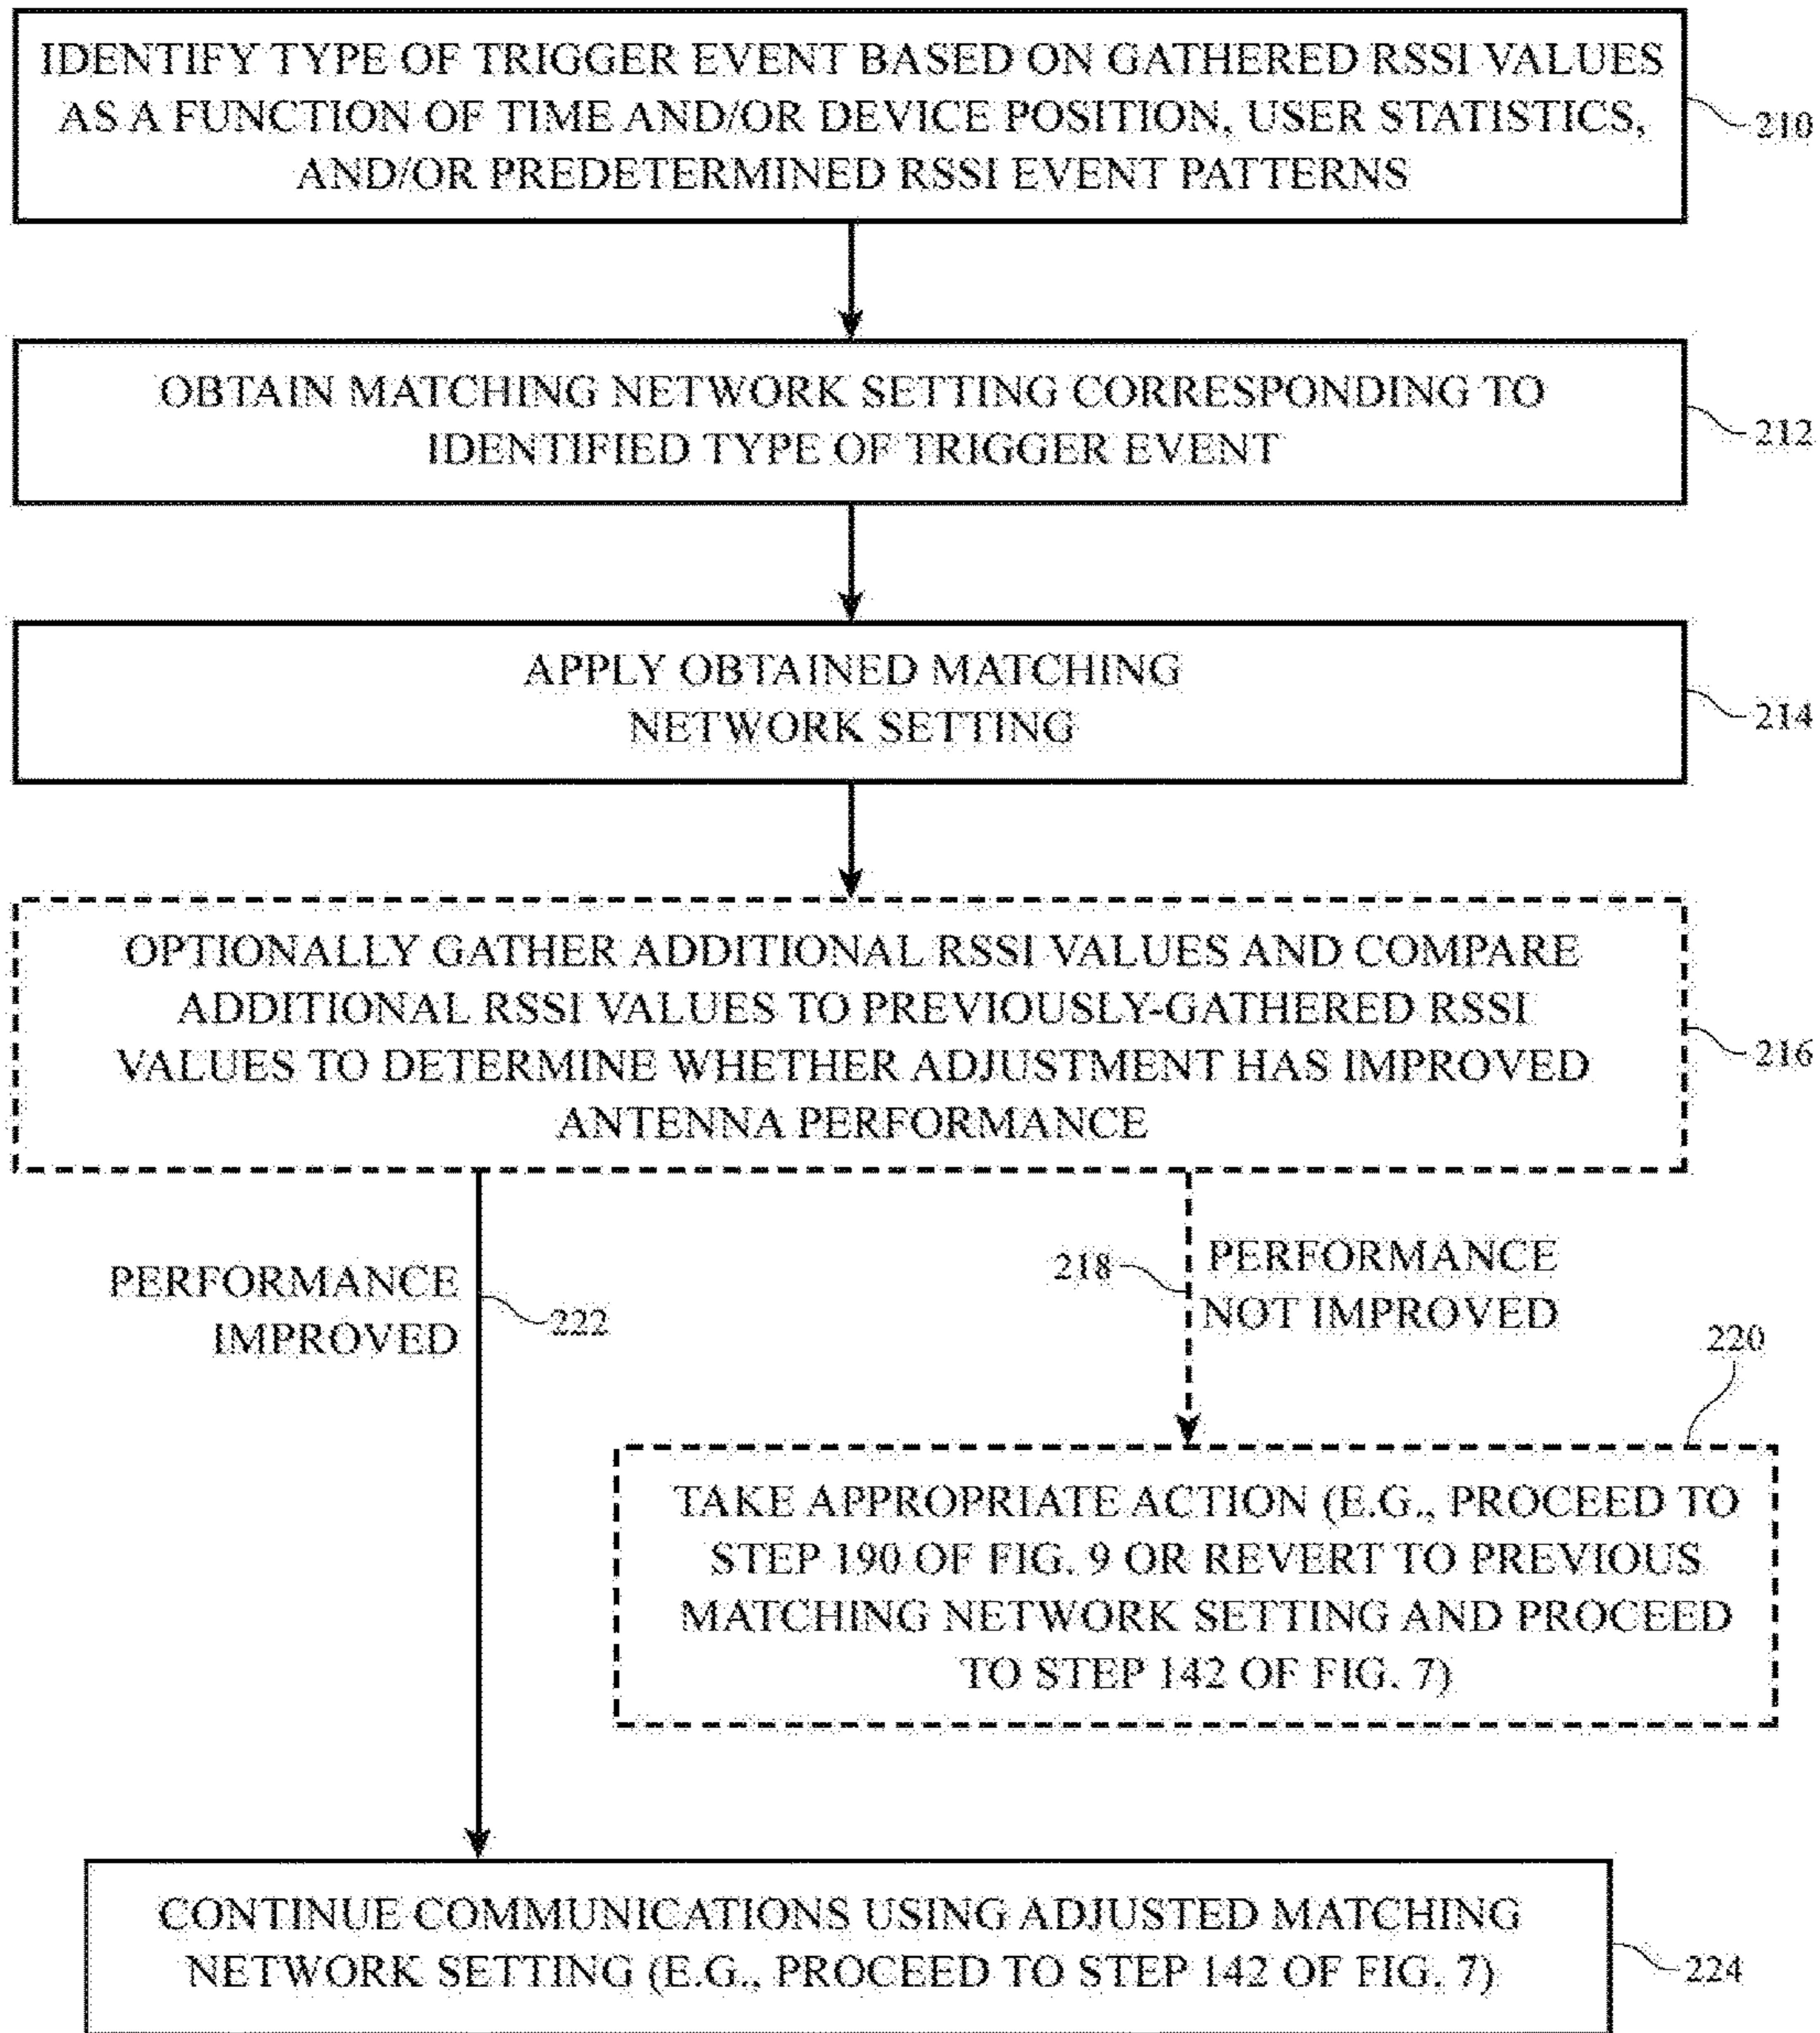 IDENTIFY TYPE OF TRIGGER EVENT BASED ON GATHERED RSSI VALUES
AS A FUNCTION OF TIME AND/OR DEVICE POSITION, USER STATISTICS,
AND/OR PREDETERMINED RSSI EVENT PATTERNS
210
OBTAIN MATCHING NETWORK SETTING CORRESPONDING TO
IDENTIFIED TYPE OF TRIGGER EVENT
212
APPLY OBTAINED MATCHING
NETWORK SETTING
214
OPTIONALLY GATHER ADDITIONAL RSSI VALUES AND COMPARE
ADDITIONAL RSSI VALUES TO PREVIOUSLY-GATHERED RSSI
VALUES TO DETERMINE WHETHER ADJUSTMENT HAS IMPROVED
ANTENNA PERFORMANCE
216
PERFORMANCE
IMPROVED
222
218
PERFORMANCE
NOT IMPROVED
220
TAKE APPROPRIATE ACTION (E.G., PROCEED TO
STEP 190 OF FIG. 9 OR REVERT TO PREVIOUS
MATCHING NETWORK SETTING AND PROCEED
TO STEP 142 OF FIG. 7)
CONTINUE COMMUNICATIONS USING ADJUSTED MATCHING
NETWORK SETTING (E.G., PROCEED TO STEP 142 OF FIG. 7)
224